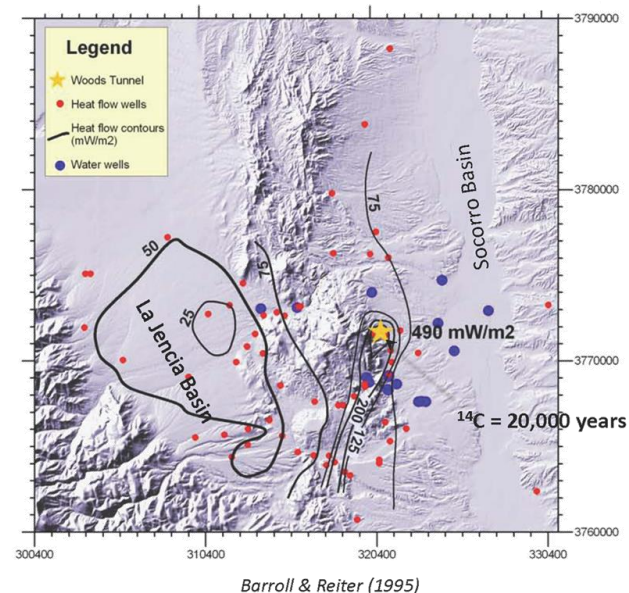 Legend
Woods Tunnel
Heat flow wells
Heat flow contours
(mW/m2)
Water wells
3790000
3780000
3770000
3760000
300400
310400
320400
330400
50
25
75
75
300
125
La Jencia Basin
Socorro Basin
490 mW/m2
14C = 20,000 years
Barroll & Reiter (1995)